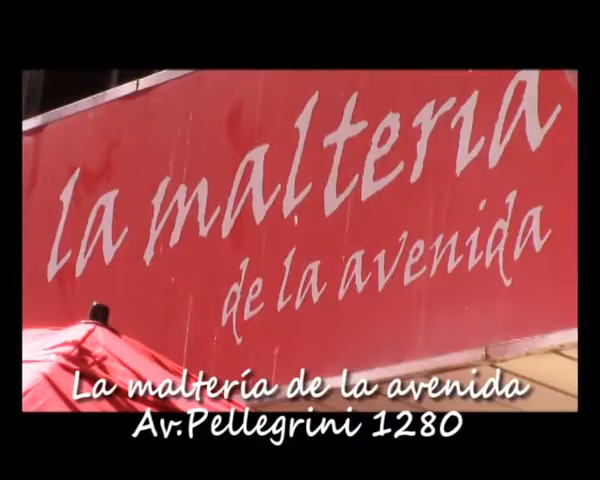 la malteria
de la avenida
La maltería de la avenida
Av.Pellegrini 1280